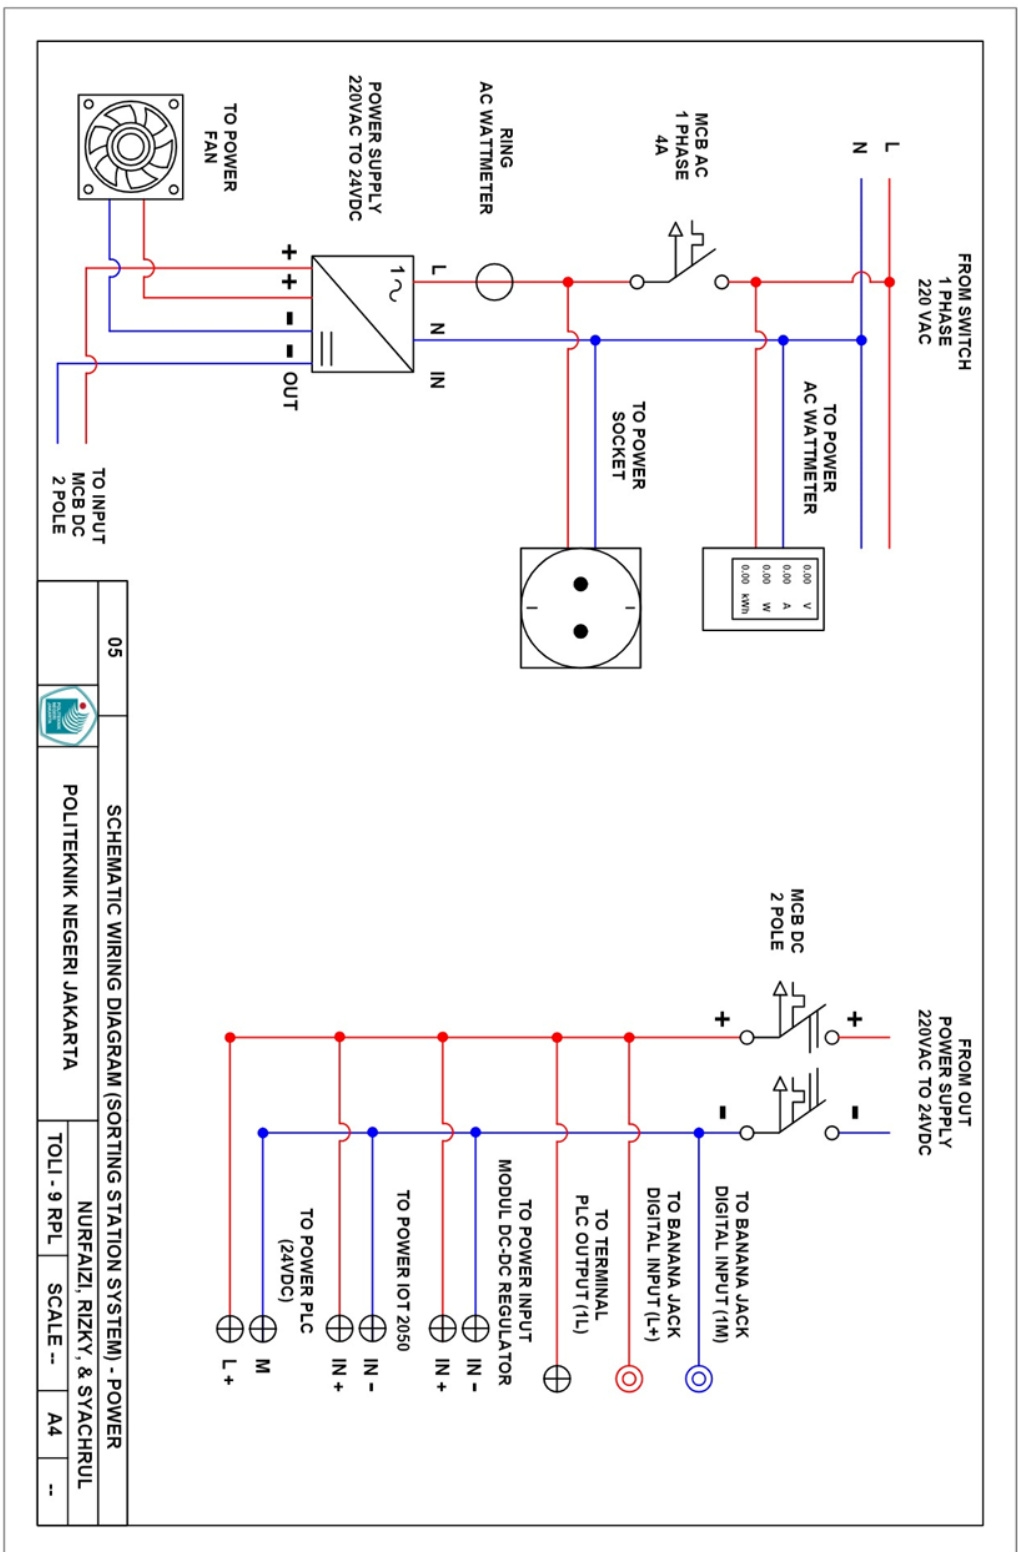 FROM SWITCH
1 PHASE
220 VAC
L
N
MCB AC
1 PHASE
4A
TO POWER
AC WATTMETER
0.00 V
0.00 A
0.00 W
0.00 kWh
RING
AC WATTMETER
TO POWER
SOCKET
POWER SUPPLY
220VAC TO 24VDC
L
N
IN
1~
+
+
-
-
OUT
TO POWER
FAN
TO INPUT
MCB DC
2 POLE
FROM OUT
POWER SUPPLY
220VAC TO 24VDC
MCB DC
2 POLE
+
-
+
-
TO BANANA JACK
DIGITAL INPUT (1M)
TO BANANA JACK
DIGITAL INPUT (L+)
TO TERMINAL
PLC OUTPUT (1L)
TO POWER INPUT
MODUL DC-DC REGULATOR
IN -
IN +
TO POWER IOT 2050
IN -
IN +
TO POWER PLC
(24VDC)
M
L +
05
SCHEMATIC WIRING DIAGRAM (SORTING STATION SYSTEM) - POWER
POLITEKNIK NEGERI JAKARTA
NURFAIZI, RIZKY, & SYACHRUL
TOLI - 9 RPL
SCALE --
A4
--
POLITEKNIK
NEGERI
JAKARTA